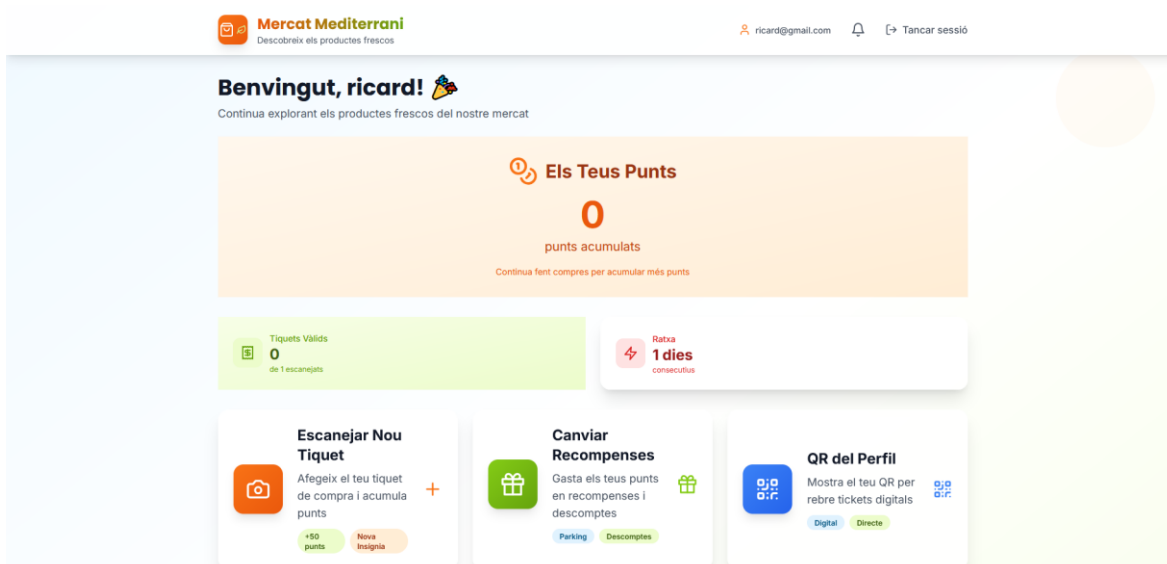 Mercat Mediterrani
Descobreix els productes frescos
ricard@gmail.com
Tancar sessió
Benvingut, ricard!
Continua explorant els productes frescos del nostre mercat
Els Teus Punts
0
punts acumulats
Continua fent compres per acumular més punts
Tiquets Vàlids
0
de 1 escanejats
Ratxa
1 dies
consecutius
Escanejar Nou
Tiquet
Afegeix el teu tiquet
de compra i acumula
punts
+50
punts
Nova
Insignia
Canviar
Recompenses
Gasta els teus punts
en recompenses i
descomptes
Parking
Descomptes
QR del Perfil
Mostra el teu QR per
rebre tickets digitals
Digital
Directe